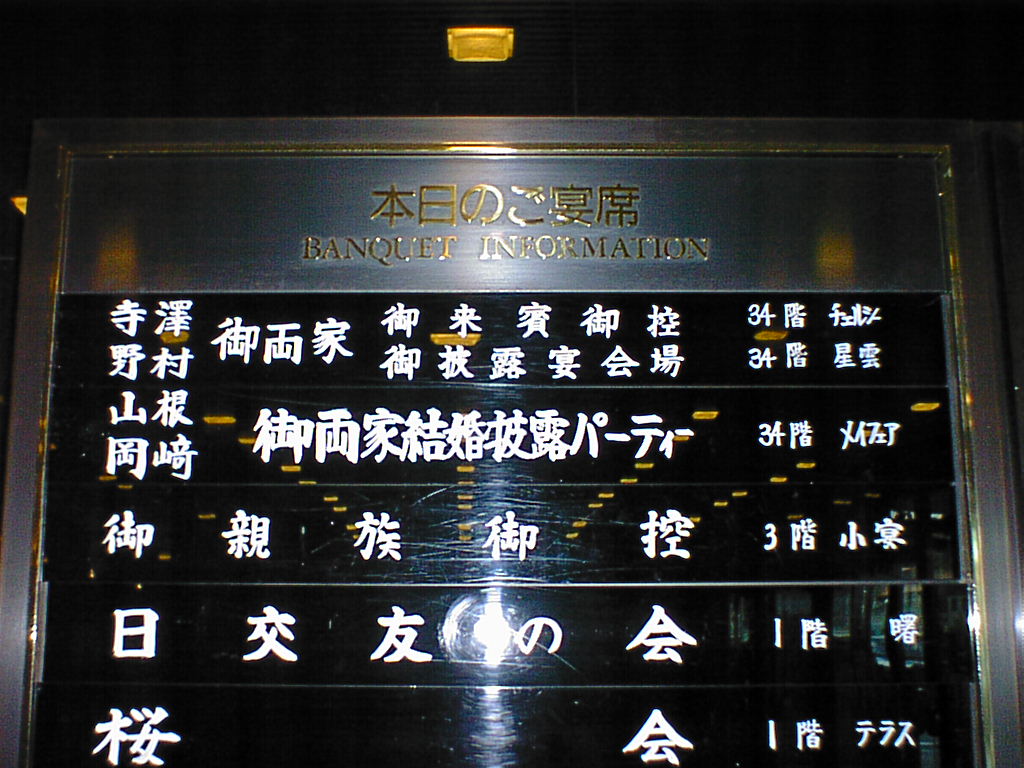 本日のご宴席
BANQUET INFORMATION
寺澤 野村 御両家 御来賓御控 34階 チェルシー
御披露宴会場 34階 星雲
山根 岡﨑 御両家結婚披露パーティー 34階 メイフェア
御親族御控 3階 小宴
日交友の会 1階 曙
桜会 1階 テラス